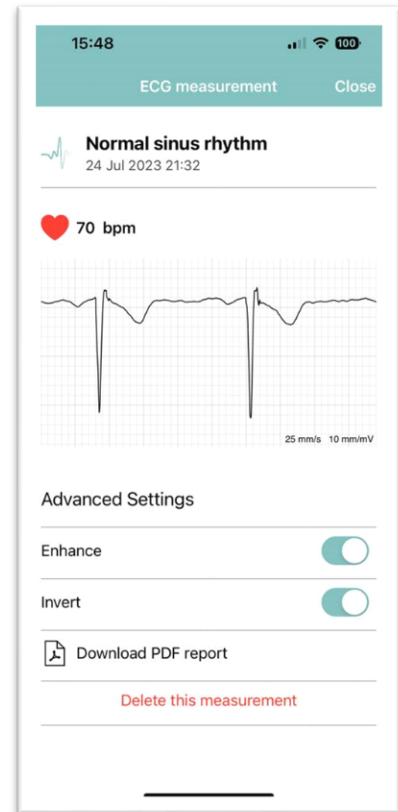 15:48
100
ECG measurement Close
Normal sinus rhythm
24 Jul 2023 21:32
70 bpm
25 mm/s 10 mm/mV
Advanced Settings
Enhance
Invert
Download PDF report
Delete this measurement